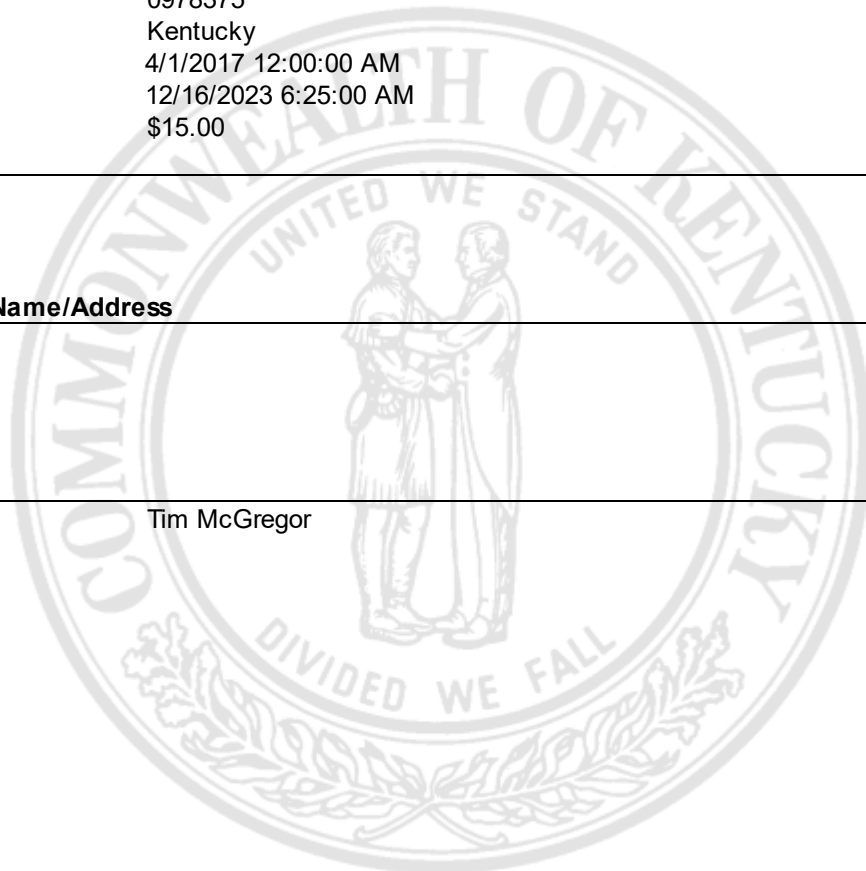 0978375
Kentucky
4/1/2017 12:00:00 AM
12/16/2023 6:25:00 AM
$15.00
COMMONWEALTH OF KENTUCKY
UNITED WE STAND
Name/Address
Tim McGregor
DIVIDED WE FALL